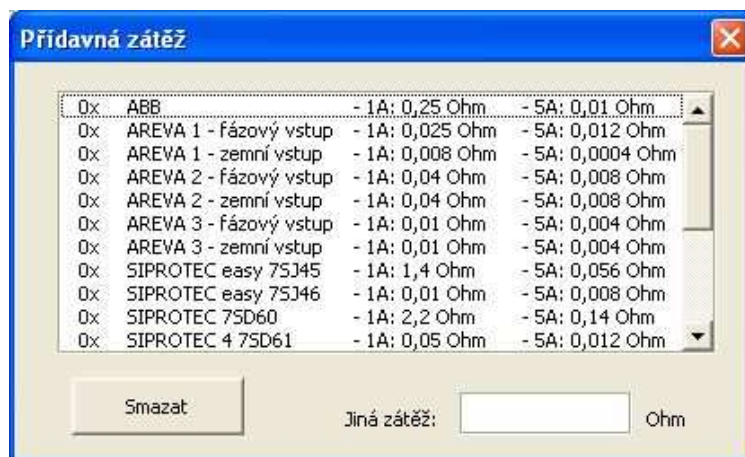 Přídavná zátěž
0x ABB - 1A: 0,25 Ohm - 5A: 0,01 Ohm
0x AREVA 1 - fázový vstup - 1A: 0,025 Ohm - 5A: 0,012 Ohm
0x AREVA 1 - zemní vstup - 1A: 0,008 Ohm - 5A: 0,0004 Ohm
0x AREVA 2 - fázový vstup - 1A: 0,04 Ohm - 5A: 0,008 Ohm
0x AREVA 2 - zemní vstup - 1A: 0,04 Ohm - 5A: 0,008 Ohm
0x AREVA 3 - fázový vstup - 1A: 0,01 Ohm - 5A: 0,004 Ohm
0x AREVA 3 - zemní vstup - 1A: 0,01 Ohm - 5A: 0,004 Ohm
0x SIPROTEC easy 7SJ45 - 1A: 1,4 Ohm - 5A: 0,056 Ohm
0x SIPROTEC easy 7SJ46 - 1A: 0,01 Ohm - 5A: 0,008 Ohm
0x SIPROTEC 7SD60 - 1A: 2,2 Ohm - 5A: 0,14 Ohm
0x SIPROTEC 4 7SD61 - 1A: 0,05 Ohm - 5A: 0,012 Ohm
Smazat
Jiná zátěž: Ohm